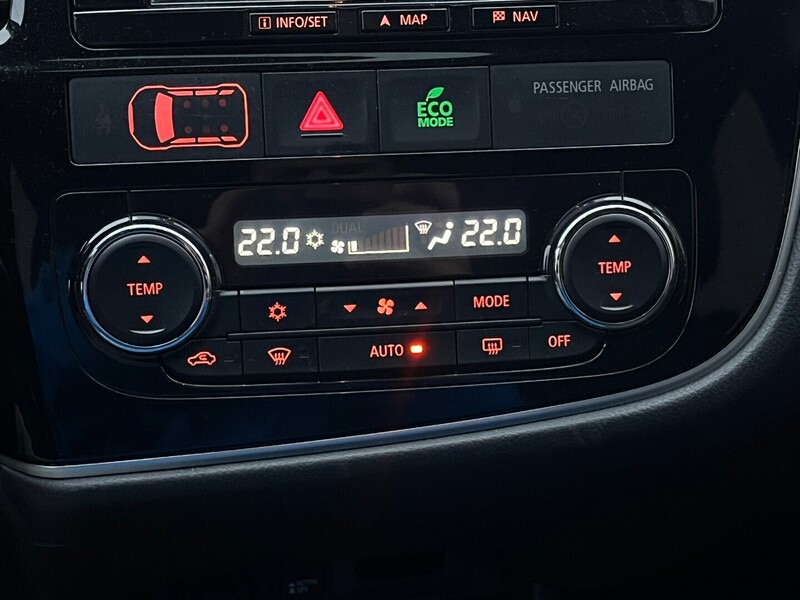 INFO/SET MAP NAV
ECO
MODE
PASSENGER AIRBAG
22.0 DUAL 22.0
TEMP
TEMP
MODE
AUTO
OFF